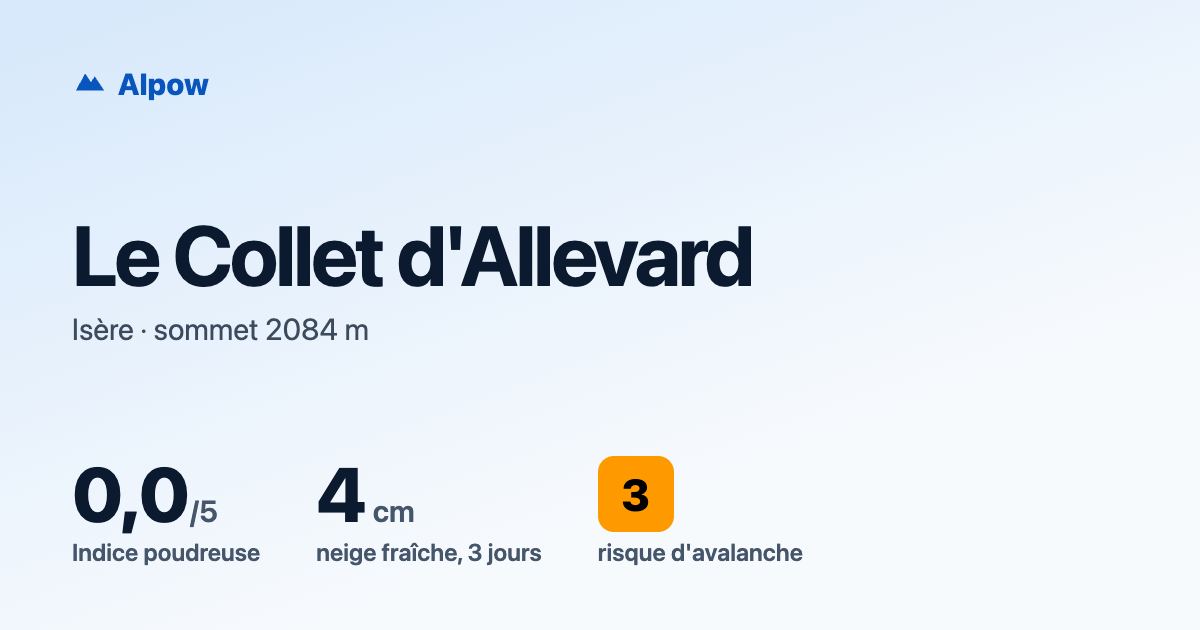 Alpow
Le Collet d'Allevard
Isère · sommet 2084 m
0,0/5
Indice poudreuse
4 cm
neige fraîche, 3 jours
3
risque d'avalanche